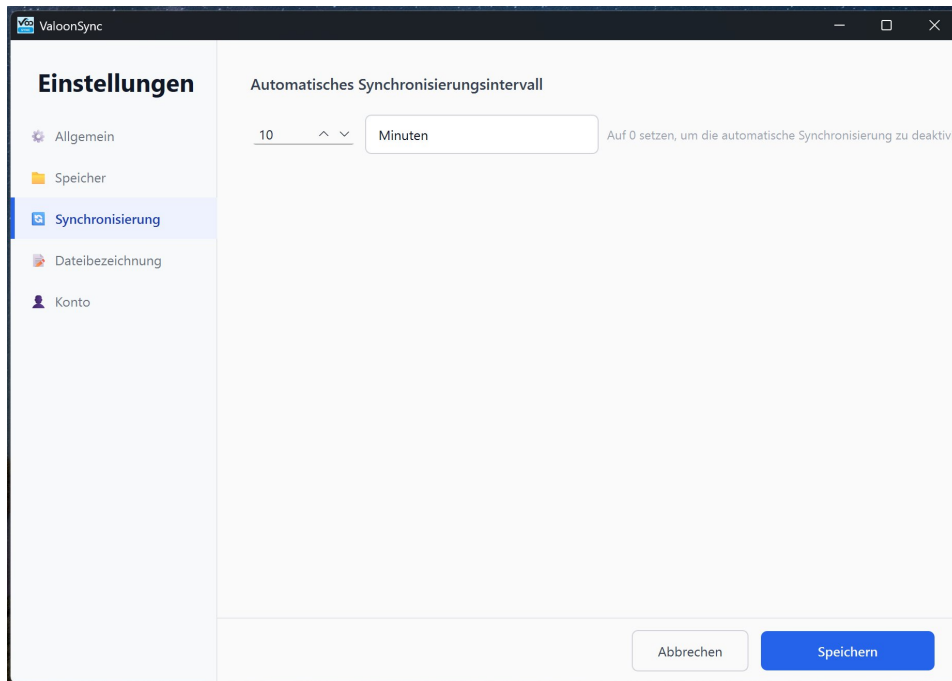 ValoonSync
Einstellungen
Allgemein
Speicher
Synchronisierung
Dateibezeichnung
Konto
Automatisches Synchronisierungsintervall
10
Minuten
Auf 0 setzen, um die automatische Synchronisierung zu deaktiv
Abbrechen
Speichern